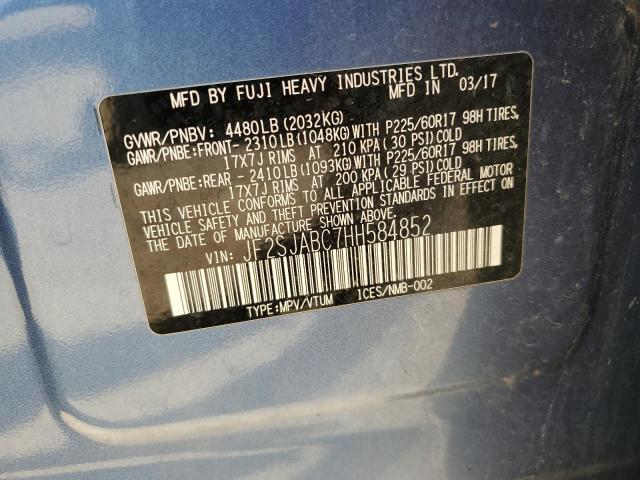 MFD BY FUJI HEAVY INDUSTRIES LTD.
MFD IN 03/17
GVWR/PNBV: 4480LB(2032KG)
GAWR/PNBE:FRONT- 2310LB(1048KG)WITH P225/60R17 98H TIRES,
17X7J RIMS AT 210 KPA(30 PSI)COLD
GAWR/PNBE:REAR - 2410LB(1093KG)WITH P225/60R17 98H TIRES,
17X7J RIMS AT 200 KPA(29 PSI)COLD
THIS VEHICLE CONFORMS TO ALL APPLICABLE FEDERAL MOTOR
VEHICLE SAFETY AND THEFT PREVENTION STANDARDS IN EFFECT ON
THE DATE OF MANUFACTURE SHOWN ABOVE.
VIN: JF2SJABC7HH584852
TYPE:MPV/VTUM ICES/NMB-002